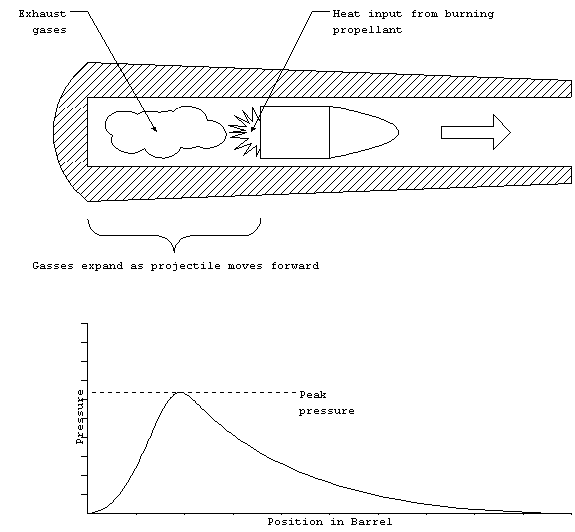 Exhaust
gases
Heat input from burning
propellant
Gasses expand as projectile moves forward
Peak
pressure
Pressure
Position in Barrel